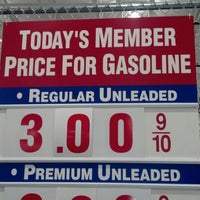 TODAY'S MEMBER
PRICE FOR GASOLINE
• REGULAR UNLEADED
3.00 9/10
• PREMIUM UNLEADED